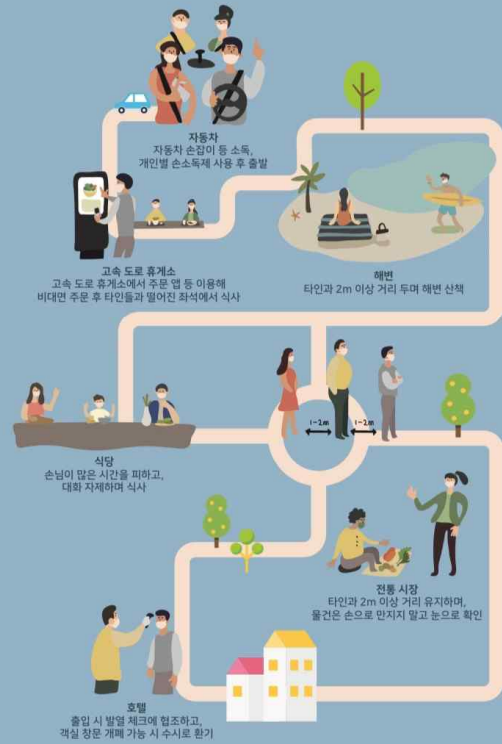 자동차
자동차 손잡이 등 소독,
개인별 손소독제 사용 후 출발
고속 도로 휴게소
고속 도로 휴게소에서 주문 앱 등 이용해
비대면 주문 후 타인들과 떨어진 좌석에서 식사
해변
타인과 2m 이상 거리 두며 해변 산책
1~2m
1~2m
식당
손님이 많은 시간을 피하고,
대화 자제하며 식사
전통 시장
타인과 2m 이상 거리 유지하며,
물건은 손으로 만지지 말고 눈으로 확인
호텔
출입 시 발열 체크에 협조하고,
객실 창문 개폐 가능 시 수시로 환기